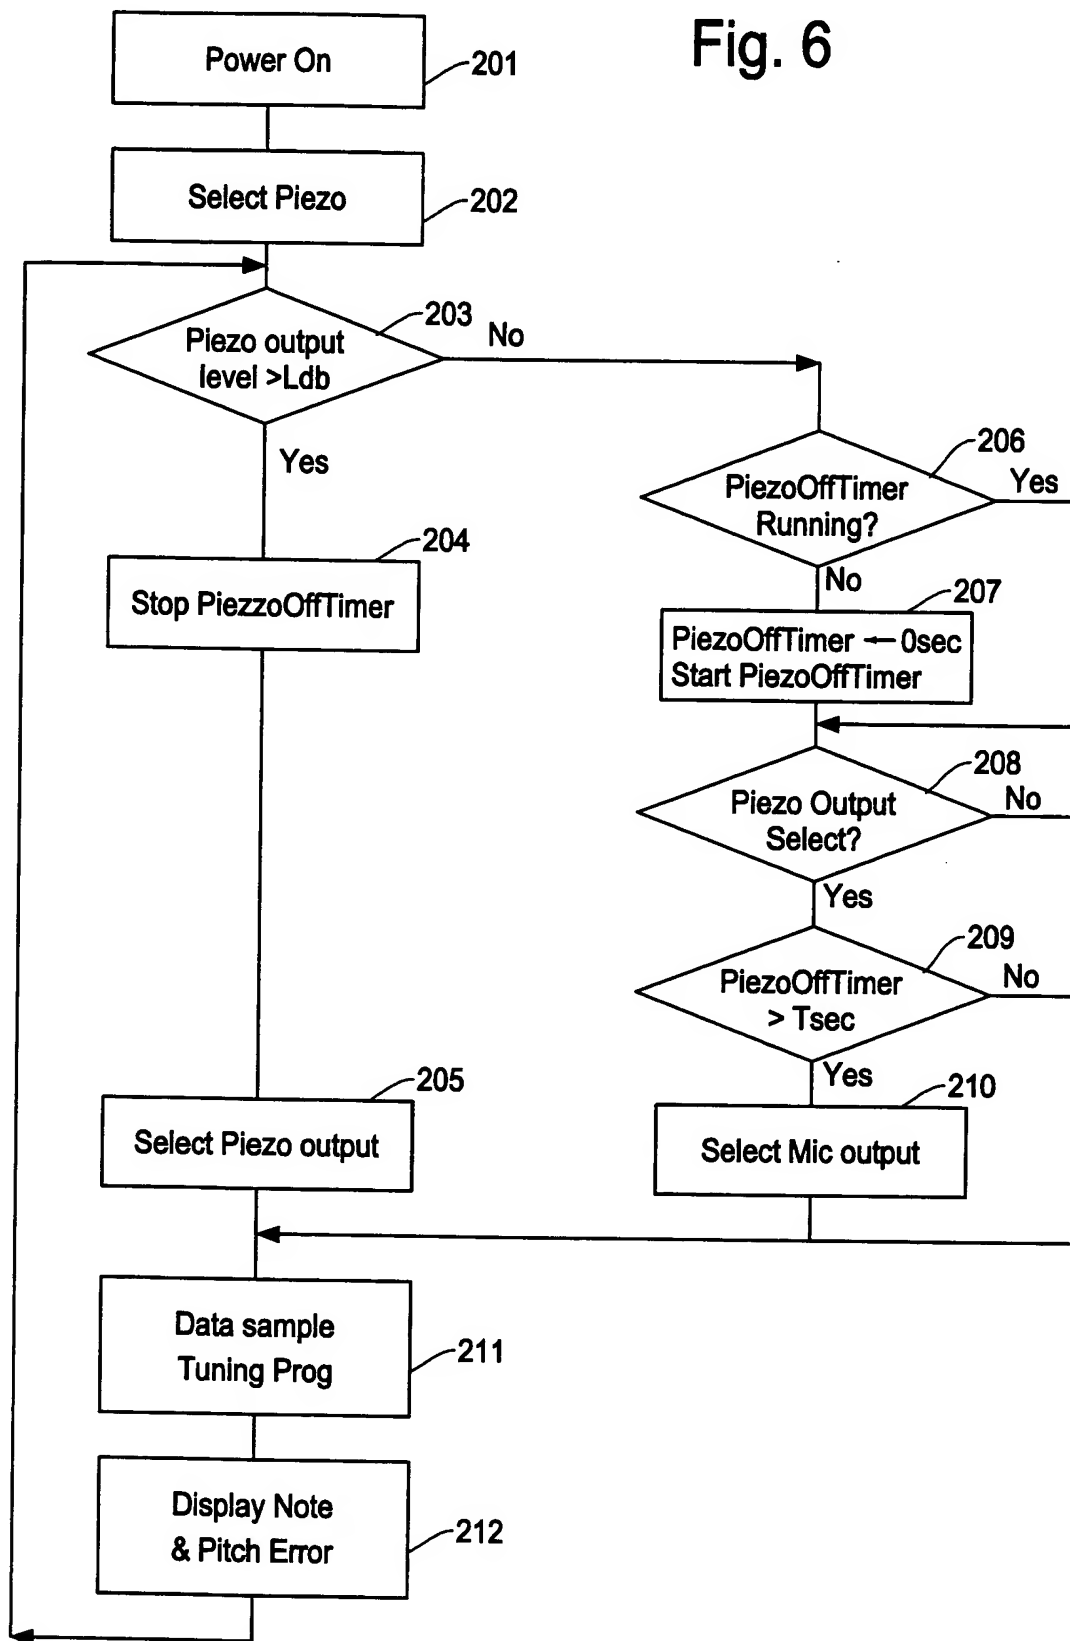 Fig. 6
Power On
201
Select Piezo
202
Piezo output
level >Ldb
203
No
Yes
Stop PiezzoOffTimer
204
PiezoOffTimer
Running?
206
Yes
No
207
PiezoOffTimer ← 0sec
Start PiezoOffTimer
Piezo Output
Select?
208
No
Yes
PiezoOffTimer
> Tsec
209
No
Yes
205
Select Piezo output
210
Select Mic output
Data sample
Tuning Prog
211
Display Note
& Pitch Error
212